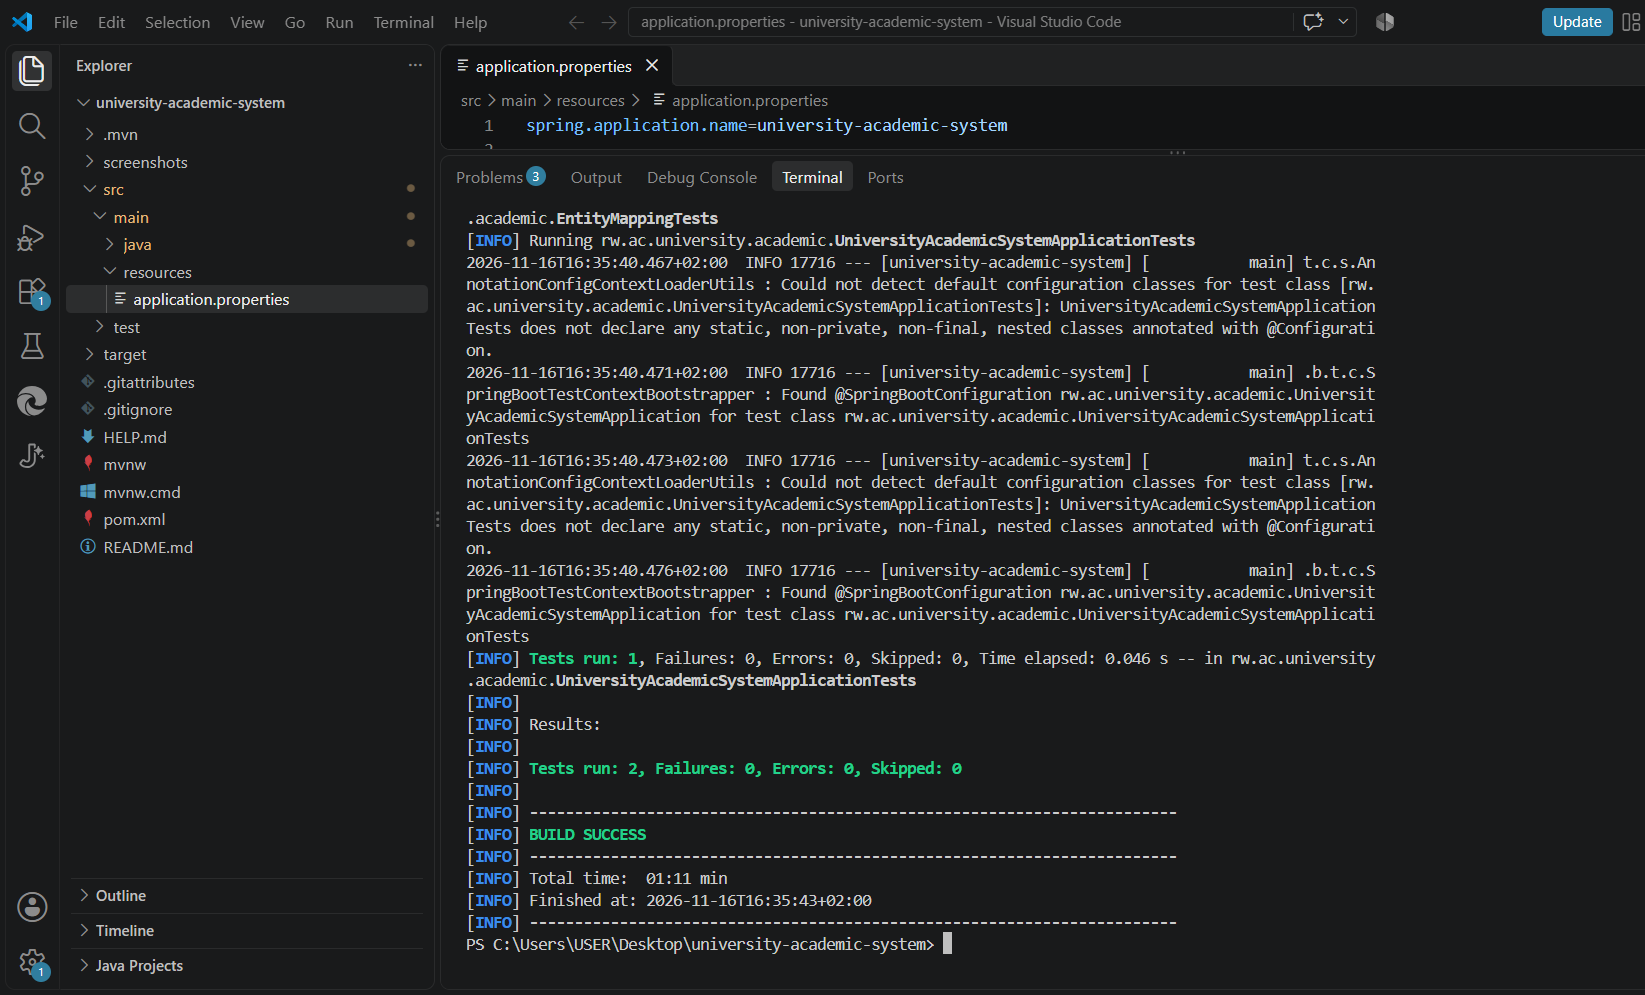 File Edit Selection View Go Run Terminal Help
application.properties - university-academic-system - Visual Studio Code
Update
Explorer
university-academic-system
.mvn
screenshots
src
main
java
resources
application.properties
test
target
.gitattributes
.gitignore
HELP.md
mvnw
mvnw.cmd
pom.xml
README.md
Outline
Timeline
Java Projects
1
1
application.properties
src > main > resources > application.properties
1 spring.application.name=university-academic-system
2
Problems 3 Output Debug Console Terminal Ports
.academic.EntityMappingTests
[INFO] Running rw.ac.university.academic.UniversityAcademicSystemApplicationTests
2026-11-16T16:35:40.467+02:00  INFO 17716 --- [university-academic-system] [           main] t.c.s.An
notationConfigContextLoaderUtils : Could not detect default configuration classes for test class [rw.
ac.university.academic.UniversityAcademicSystemApplicationTests]: UniversityAcademicSystemApplication
Tests does not declare any static, non-private, non-final, nested classes annotated with @Configurati
on.
2026-11-16T16:35:40.471+02:00  INFO 17716 --- [university-academic-system] [           main] .b.t.c.S
pringBootTestContextBootstrapper : Found @SpringBootConfiguration rw.ac.university.academic.Universit
yAcademicSystemApplication for test class rw.ac.university.academic.UniversityAcademicSystemApplicati
onTests
2026-11-16T16:35:40.473+02:00  INFO 17716 --- [university-academic-system] [           main] t.c.s.An
notationConfigContextLoaderUtils : Could not detect default configuration classes for test class [rw.
ac.university.academic.UniversityAcademicSystemApplicationTests]: UniversityAcademicSystemApplication
Tests does not declare any static, non-private, non-final, nested classes annotated with @Configurati
on.
2026-11-16T16:35:40.476+02:00  INFO 17716 --- [university-academic-system] [           main] .b.t.c.S
pringBootTestContextBootstrapper : Found @SpringBootConfiguration rw.ac.university.academic.Universit
yAcademicSystemApplication for test class rw.ac.university.academic.UniversityAcademicSystemApplicati
onTests
[INFO] Tests run: 1, Failures: 0, Errors: 0, Skipped: 0, Time elapsed: 0.046 s -- in rw.ac.university
.academic.UniversityAcademicSystemApplicationTests
[INFO]
[INFO] Results:
[INFO]
[INFO] Tests run: 2, Failures: 0, Errors: 0, Skipped: 0
[INFO]
[INFO] ------------------------------------------------------------------------
[INFO] BUILD SUCCESS
[INFO] ------------------------------------------------------------------------
[INFO] Total time:  01:11 min
[INFO] Finished at: 2026-11-16T16:35:43+02:00
[INFO] ------------------------------------------------------------------------
PS C:\Users\USER\Desktop\university-academic-system>